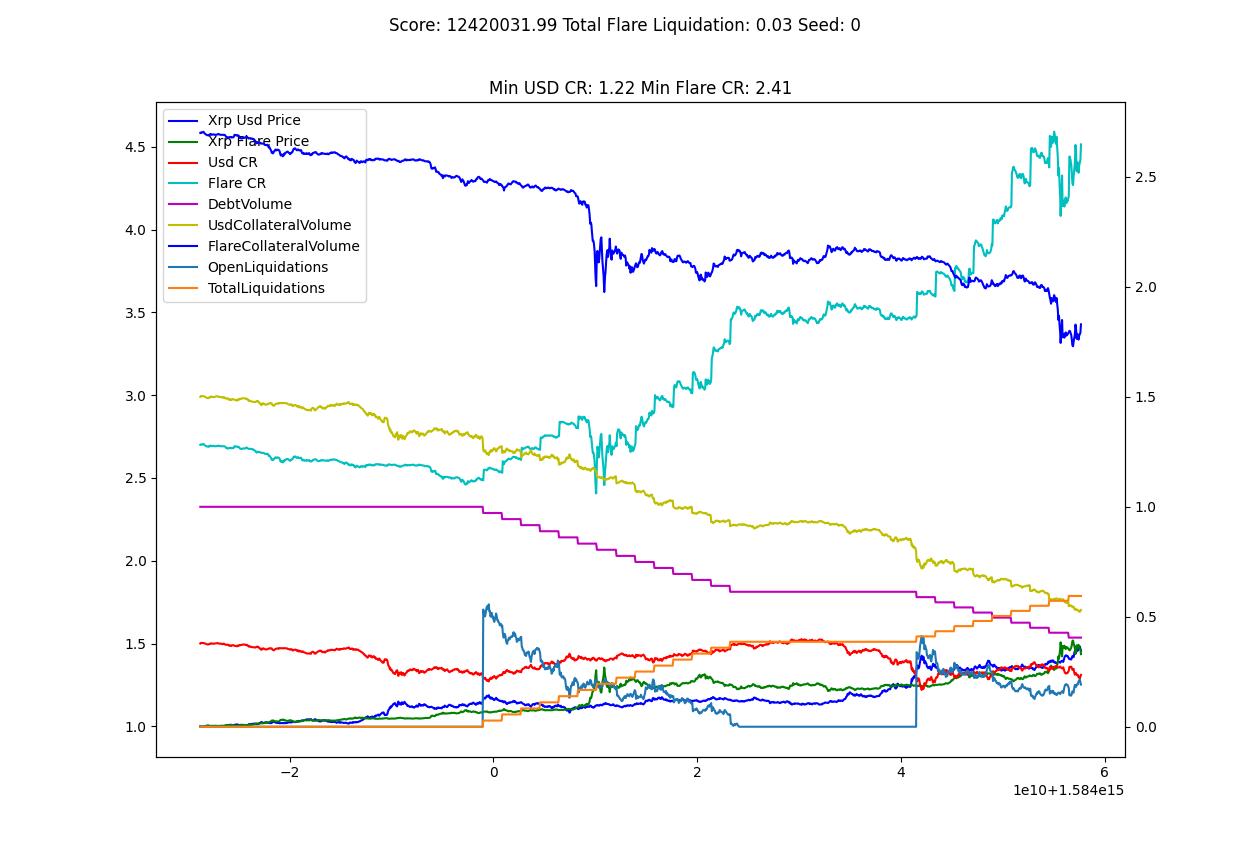 Score: 12420031.99 Total Flare Liquidation: 0.03 Seed: 0
Min USD CR: 1.22 Min Flare CR: 2.41
Xrp Usd Price
Xrp Flare Price
Usd CR
Flare CR
DebtVolume
UsdCollateralVolume
FlareCollateralVolume
OpenLiquidations
TotalLiquidations
4.5
4.0
3.5
3.0
2.5
2.0
1.5
1.0
2.5
2.0
1.5
1.0
0.5
0.0
−2
0
2
4
6
1e10+1.584e15